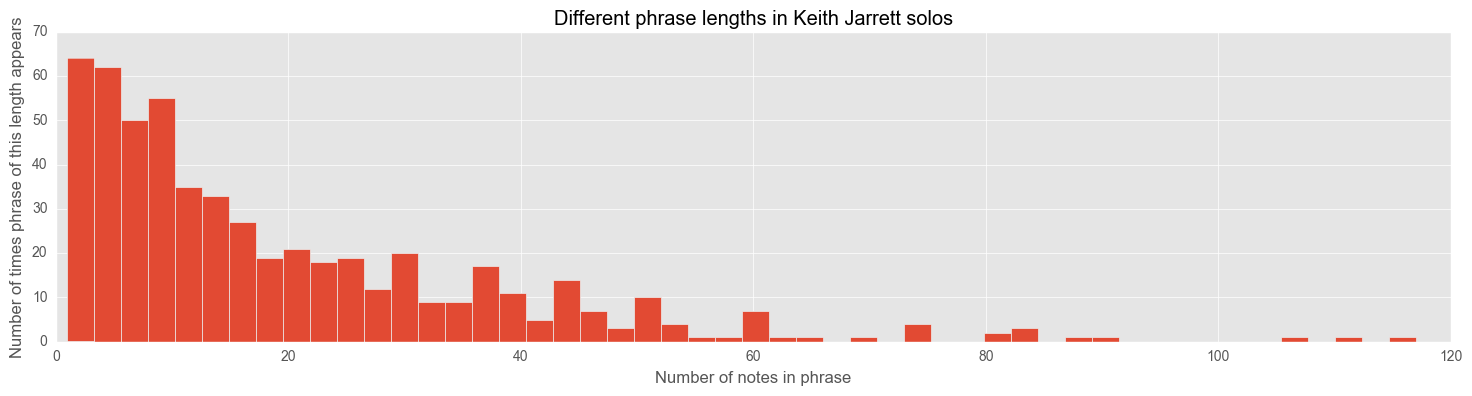 Different phrase lengths in Keith Jarrett solos
Number of times phrase of this length appears
70
60
50
40
30
20
10
0
0 20 40 60 80 100 120
Number of notes in phrase